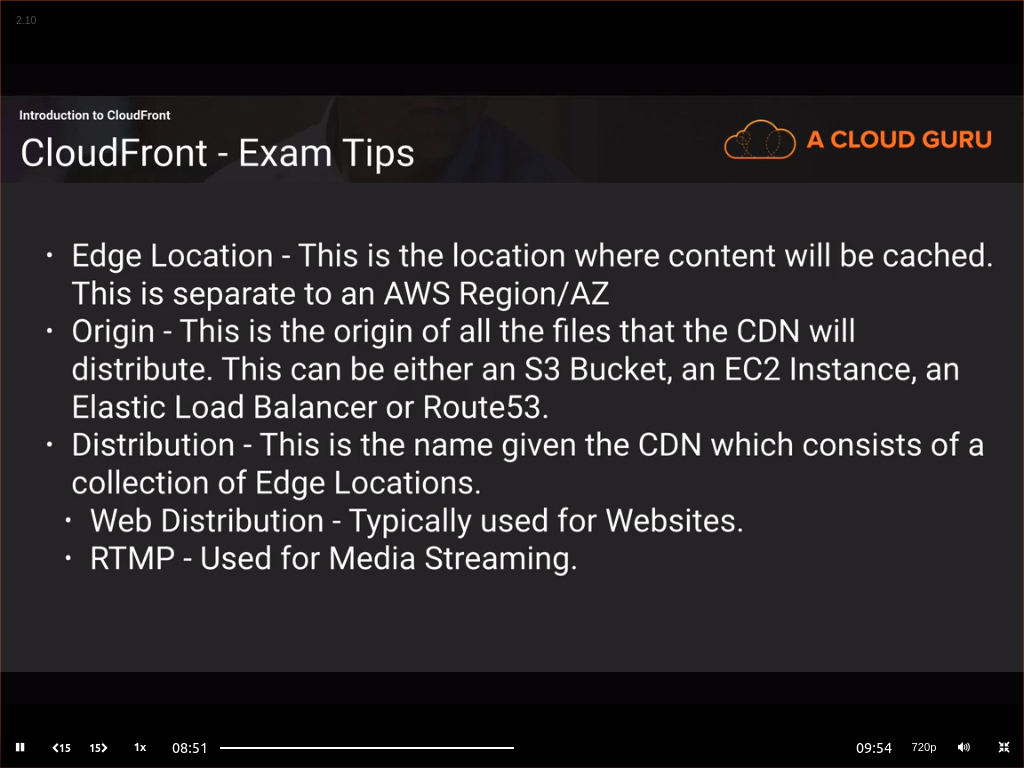 2.10
Introduction to CloudFront
CloudFront - Exam Tips
A CLOUD GURU
• Edge Location - This is the location where content will be cached.
This is separate to an AWS Region/AZ
• Origin - This is the origin of all the files that the CDN will
distribute. This can be either an S3 Bucket, an EC2 Instance, an
Elastic Load Balancer or Route53.
• Distribution - This is the name given the CDN which consists of a
collection of Edge Locations.
• Web Distribution - Typically used for Websites.
• RTMP - Used for Media Streaming.
15 15 1x 08:51 09:54 720p